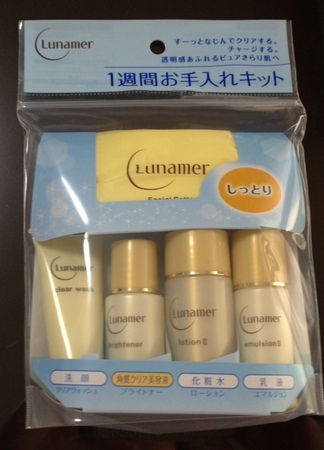 Lunamer
すーっとなじんでクリアする。
チャージする。
透明感あふれるピュアきらり肌へ
1週間お手入れキット
Lunamer
しっとり
Lunamer
clear wash
Lunamer
brightener
Lunamer
lotion II
Lunamer
emulsion II
洗顔
クリアウォッシュ
角質クリア美容液
ブライトナー
化粧水
ローション
乳液
エマルジョン